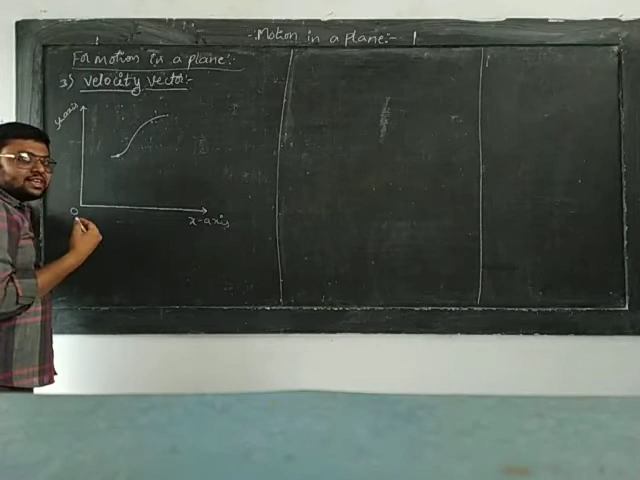 -: Motion in a plane:-
For motion in a plane:-
3) Velocity vector:-
y-axis
O
x-axis